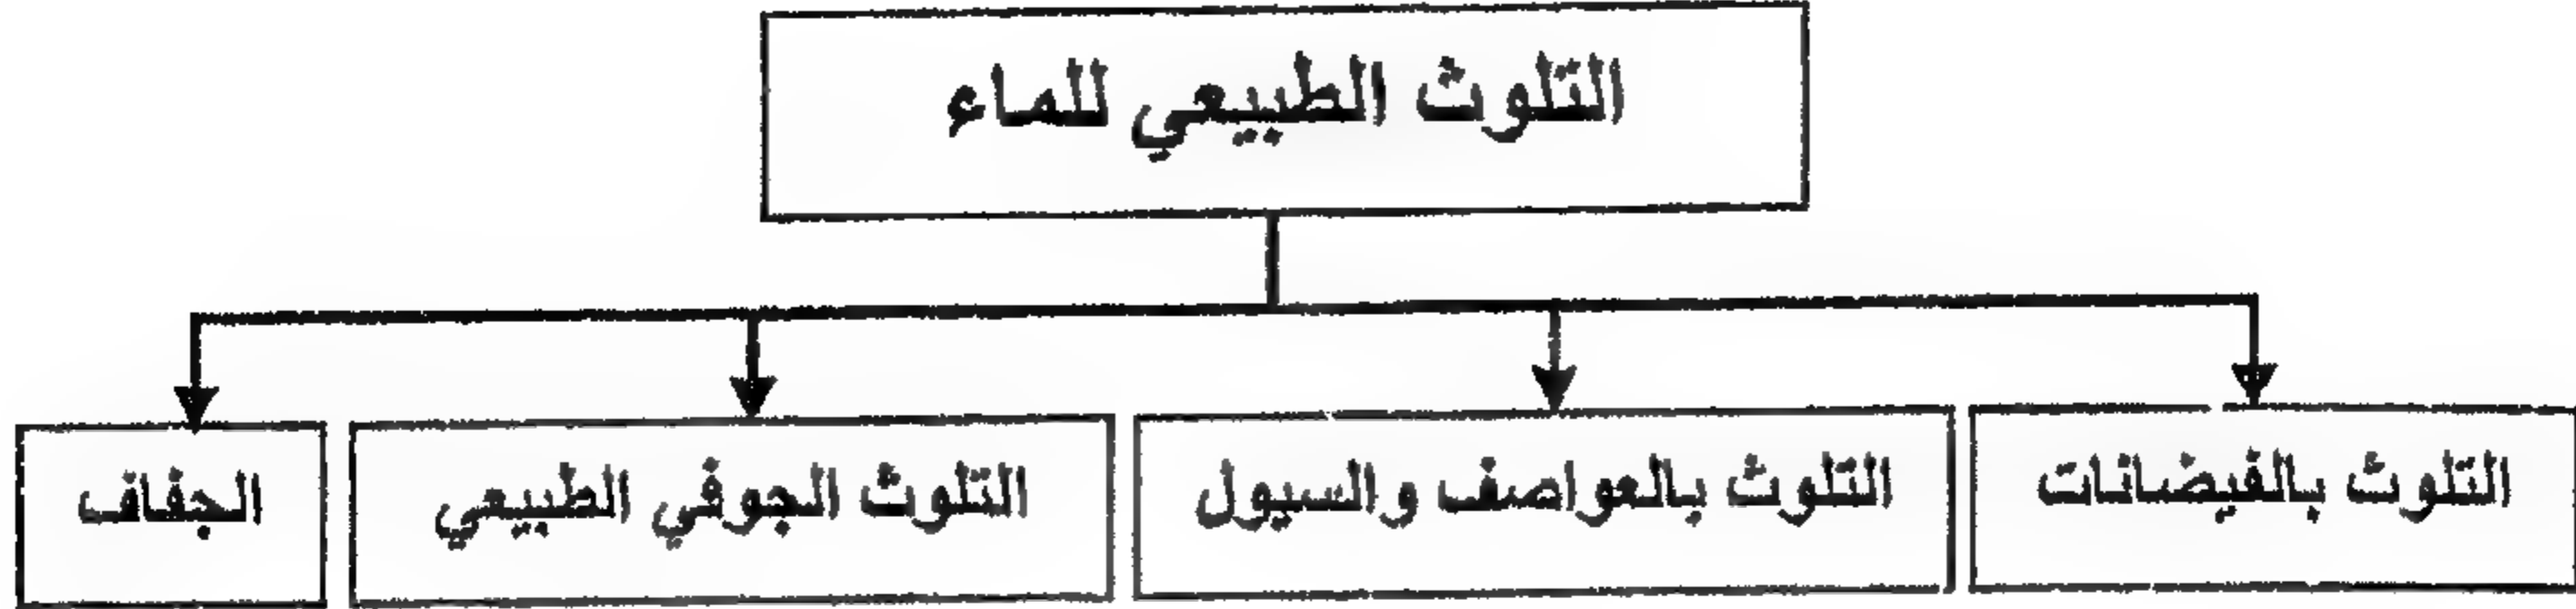 التلوث الطبيعي للماء
التلوث بالفيضانات
التلوث بالعواصف والسيول
التلوث الجوفي الطبيعي
الجفاف